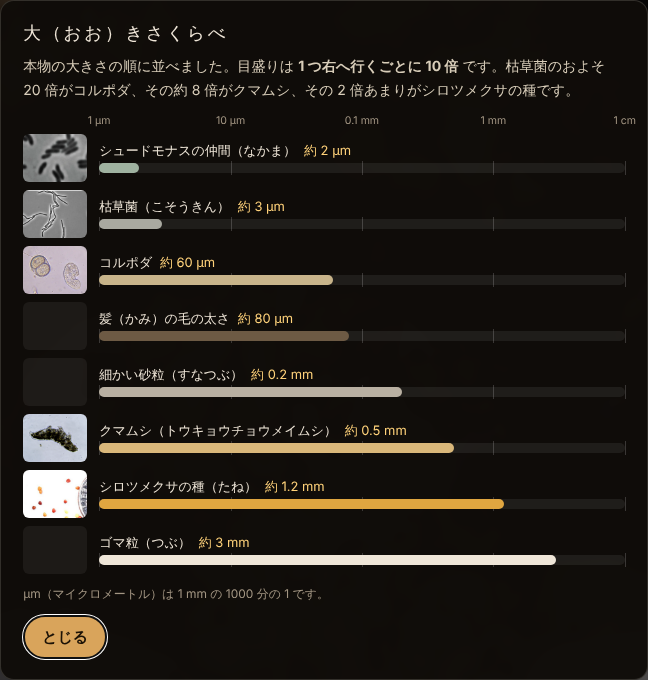 大（おお）きさくらべ
本物の大きさの順に並べました。目盛りは 1 つ右へ行くごとに 10 倍 です。枯草菌のおよそ
20 倍がコルポダ、その約 8 倍がクマムシ、その 2 倍あまりがシロツメクサの種です。
1 µm 10 µm 0.1 mm 1 mm 1 cm
シュードモナスの仲間（なかま） 約 2 µm
枯草菌（こそうきん） 約 3 µm
コルポダ 約 60 µm
髪（かみ）の毛の太さ 約 80 µm
細かい砂粒（すなつぶ） 約 0.2 mm
クマムシ（トウキョウチョウメイムシ） 約 0.5 mm
シロツメクサの種（たね） 約 1.2 mm
ゴマ粒（つぶ） 約 3 mm
µm（マイクロメートル）は 1 mm の 1000 分の 1 です。
とじる